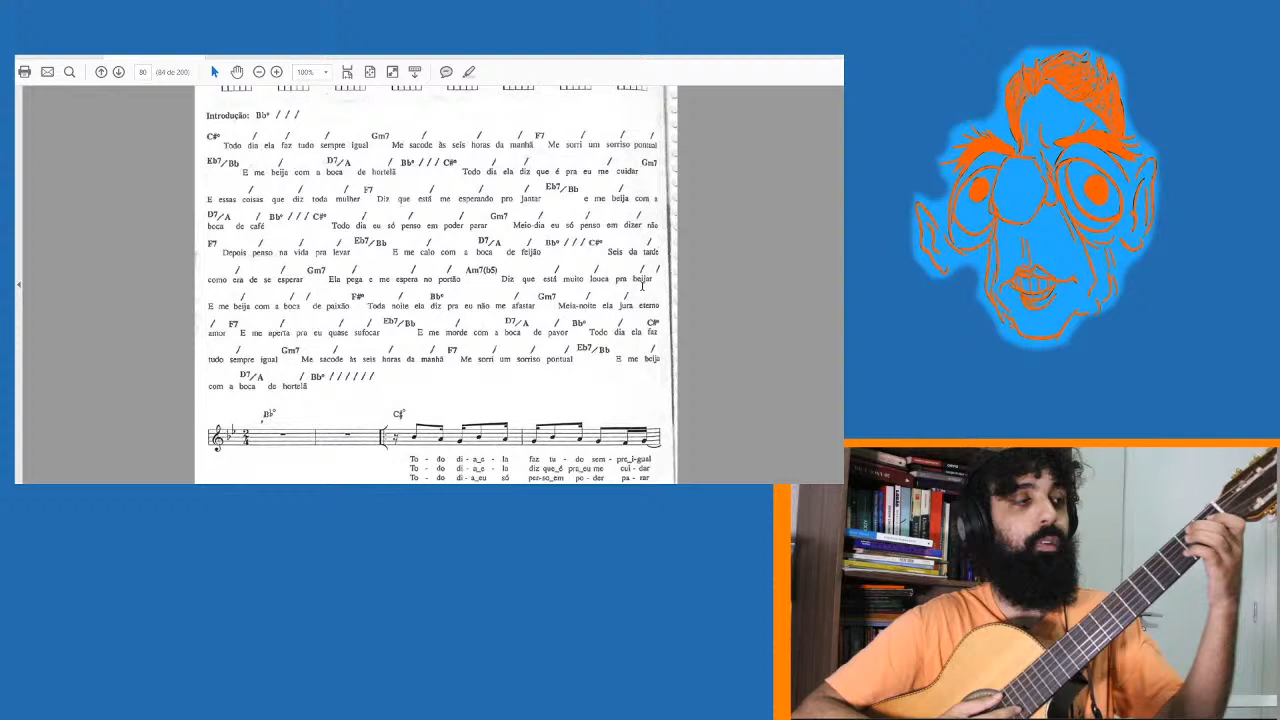 80 (84 de 200) 100%
Introdução: Bb° / / /
C#° / / Gm7 / / / F7 / / /
Todo dia ela faz tudo sempre igual Me sacode às seis horas da manhã Me sorri um sorriso pontual
Eb7/Bb / D7/A / Bb° / / / C#° / / Gm7
E me beija com a boca de hortelã Todo dia ela diz que é pra eu me cuidar
/ / / F7 / / / Eb7/Bb /
E essas coisas que diz toda mulher Diz que está me esperando pro jantar e me beija com a
D7/A / Bb° / / / C#° / / / Gm7 / / /
boca de café Todo dia eu só penso em poder parar Meio-dia eu só penso em dizer não
F7 / / / Eb7/Bb / D7/A / Bb° / / / C#° /
Depois penso na vida pra levar E me calo com a boca de feijão Seis da tarde
/ / Gm7 / / / Am7(b5) / / / /
como era de se esperar Ela pega e me espera no portão Diz que está muito louca pra beijar
/ / / F#° / Bb° / Gm7 / /
E me beija com a boca de paixão Toda noite ela diz pra eu não me afastar Meia-noite ela jura eterno
/ F7 / / / Eb7/Bb / D7/A / Bb° / C#°
amor E me aperta pra eu quase sufocar E me morde com a boca de pavor Todo dia ela faz
/ / Gm7 / / / F7 / / / Eb7/Bb /
tudo sempre igual Me sacode às seis horas da manhã Me sorri um sorriso pontual E me beija
D7/A / Bb° / / / / / /
com a boca de hortelã
Bb° C#°
To - do di - a_e - la faz tu - do sem - pre_i-gual
To - do di - a_e - la diz que_é pra_eu me cui - dar
To - do di - a_eu só pen-so_em po - der pa - rar